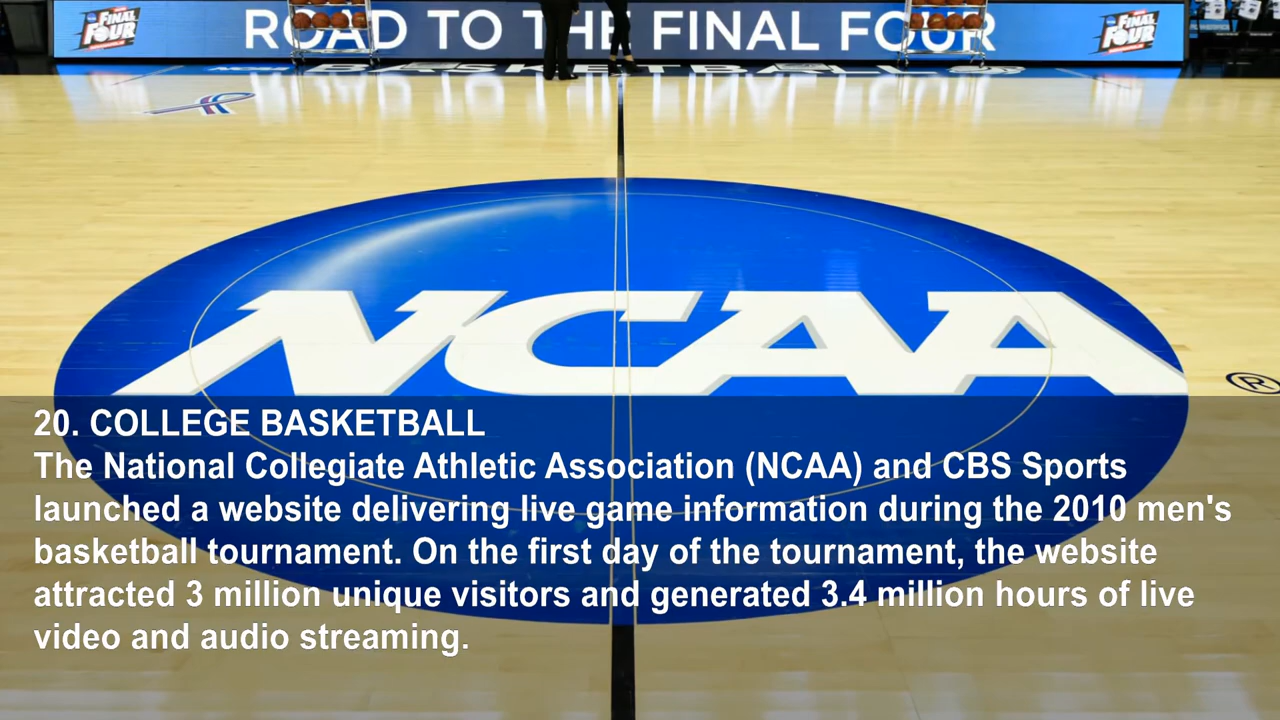 FINAL FOUR
ROAD TO THE FINAL FOUR
FINAL FOUR
NCAA BASKETBALL
NCAA
®
20. COLLEGE BASKETBALL
The National Collegiate Athletic Association (NCAA) and CBS Sports
launched a website delivering live game information during the 2010 men's
basketball tournament. On the first day of the tournament, the website
attracted 3 million unique visitors and generated 3.4 million hours of live
video and audio streaming.